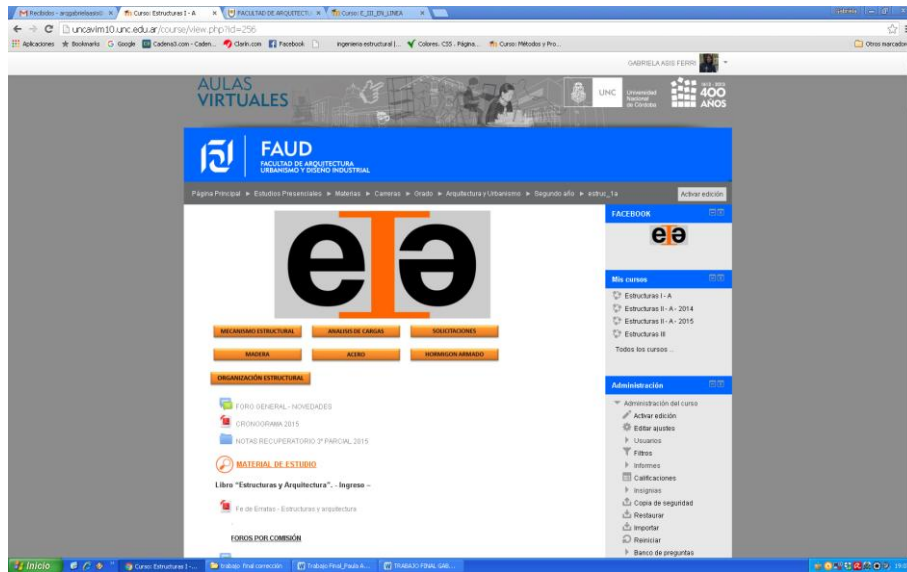 Curso: Estructuras I - A
FACULTAD DE ARQUITECTU
Curso: E_III_EN_LINEA
uncavim10.unc.edu.ar/course/view.php?id=256
Aplicaciones Bookmarks Google Cadena3.com - Caden... Clarin.com Facebook ingenieria estructural |... Colores. CSS . Página... Curso: Métodos y Pro... Otros marcador
GABRIELA ASIS FERRI
AULAS
VIRTUALES
UNC
Universidad
Nacional
de Córdoba
400
AÑOS
FAUD
FACULTAD DE ARQUITECTURA
URBANISMO Y DISEÑO INDUSTRIAL
Página Principal ► Estudios Presenciales ► Materias ► Carreras ► Grado ► Arquitectura y Urbanismo ► Segundo año ► estruc_1a
Activar edición
MECANISMO ESTRUCTURAL ANALISIS DE CARGAS SOLICITACIONES
MADERA ACERO HORMIGON ARMADO
ORGANIZACIÓN ESTRUCTURAL
FORO GENERAL - NOVEDADES
CRONOGRAMA 2015
NOTAS RECUPERATORIO 3º PARCIAL 2015
MATERIAL DE ESTUDIO
Libro "Estructuras y Arquitectura". - Ingreso –
Fe de Erratas - Estructuras y arquitectura
FOROS POR COMISIÓN
FACEBOOK
Mis cursos
Estructuras I - A
Estructuras II - A - 2014
Estructuras II - A - 2015
Estructuras III
Todos los cursos ...
Administración
Administración del curso
Activar edición
Editar ajustes
Usuarios
Filtros
Informes
Calificaciones
Insignias
Copia de seguridad
Restaurar
Importar
Reiniciar
Banco de preguntas
Inicio
Curso: Estructuras I -...
trabajo final corrección
Trabajo Final_Paula A...
TRABAJO FINAL GAB...